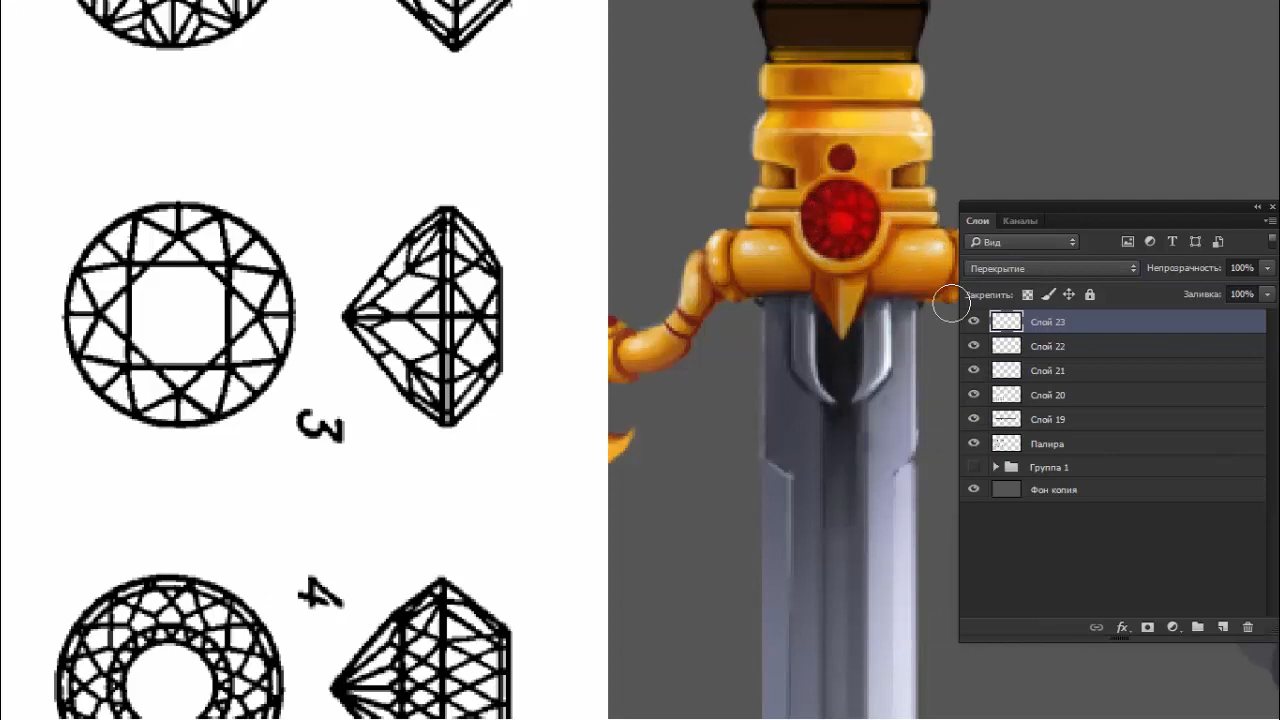 3
4
Слои Каналы
Вид
Перекрытие Непрозрачность: 100%
Закрепить: Заливка: 100%
Слой 23
Слой 22
Слой 21
Слой 20
Слой 19
Палира
Группа 1
Фон копия
fx